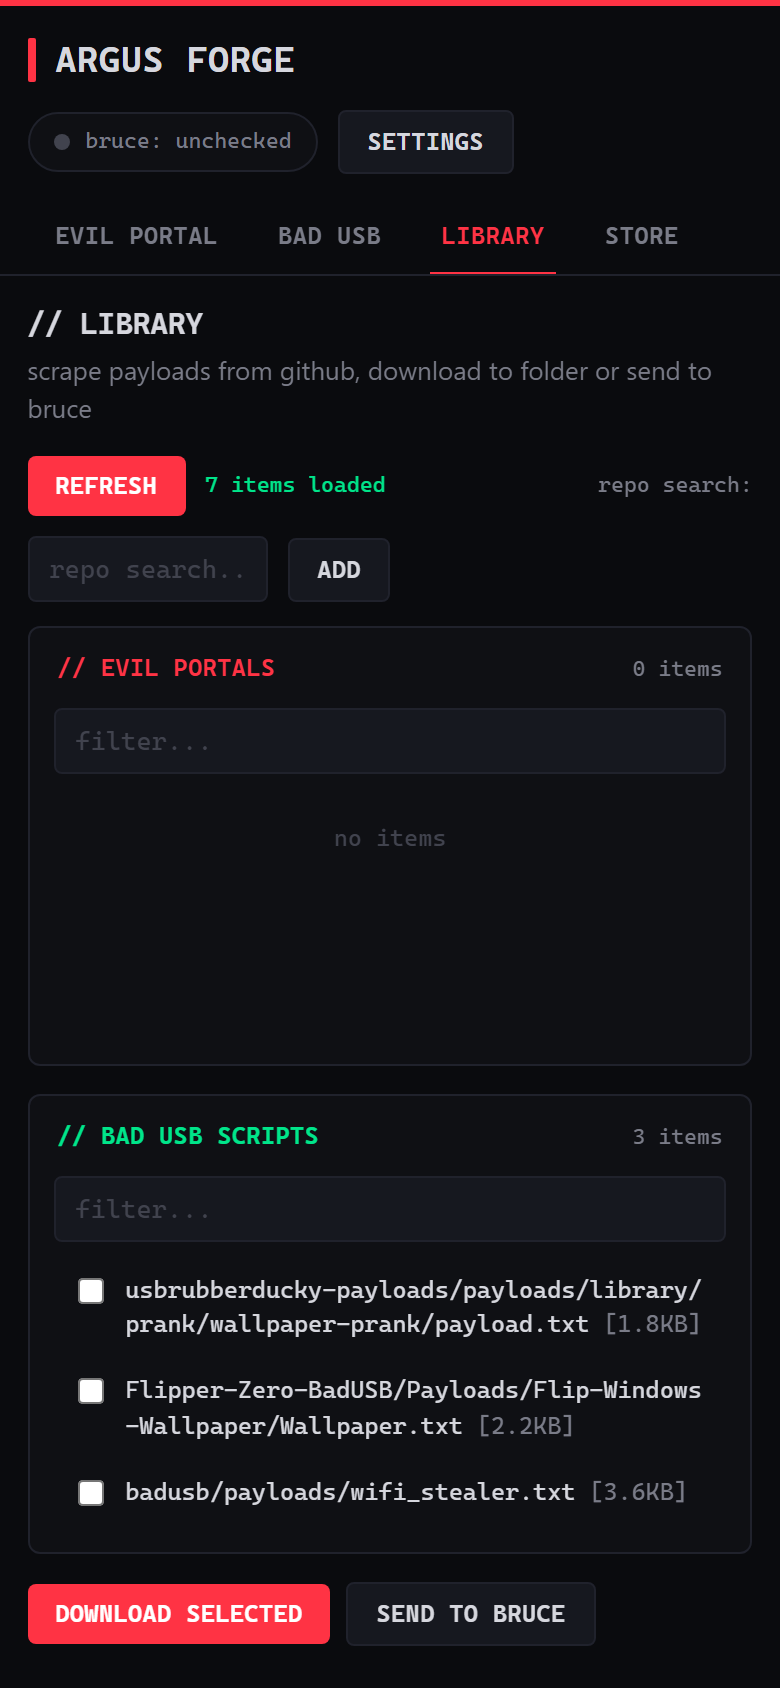 ARGUS FORGE
bruce: unchecked
SETTINGS
EVIL PORTAL
BAD USB
LIBRARY
STORE
// LIBRARY
scrape payloads from github, download to folder or send to
bruce
REFRESH
7 items loaded
repo search:
repo search..
ADD
// EVIL PORTALS
0 items
filter...
no items
// BAD USB SCRIPTS
3 items
filter...
usbrubberducky-payloads/payloads/library/
prank/wallpaper-prank/payload.txt [1.8KB]
Flipper-Zero-BadUSB/Payloads/Flip-Windows
-Wallpaper/Wallpaper.txt [2.2KB]
badusb/payloads/wifi_stealer.txt [3.6KB]
DOWNLOAD SELECTED
SEND TO BRUCE